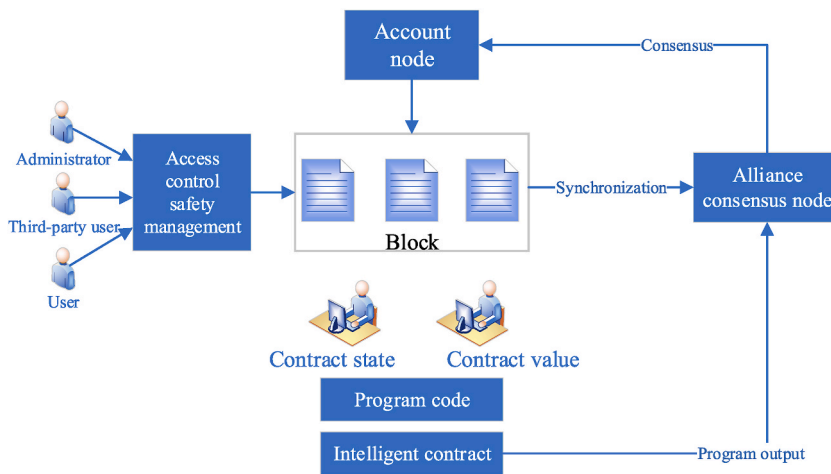 Account
node
Consensus
Administrator
Third-party user
User
Access
control
safety
management
Block
Synchronization
Alliance
consensus node
Contract state
Contract value
Program code
Intelligent contract
Program output